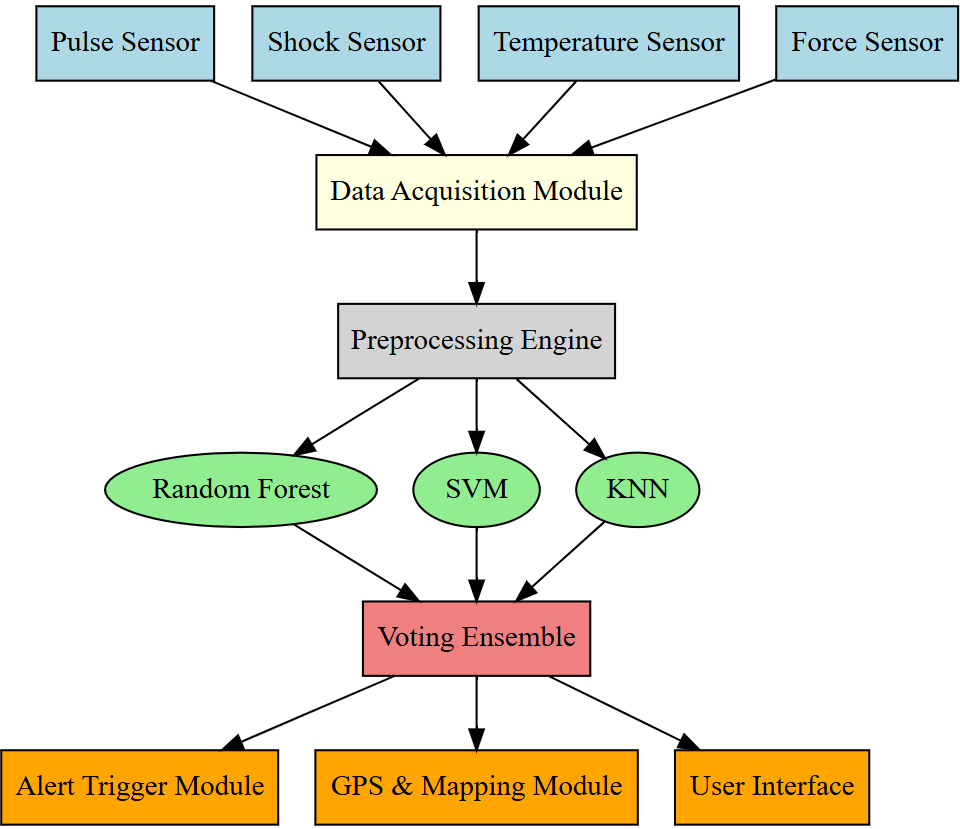 Pulse Sensor
Shock Sensor
Temperature Sensor
Force Sensor
Data Acquisition Module
Preprocessing Engine
Random Forest
SVM
KNN
Voting Ensemble
Alert Trigger Module
GPS & Mapping Module
User Interface